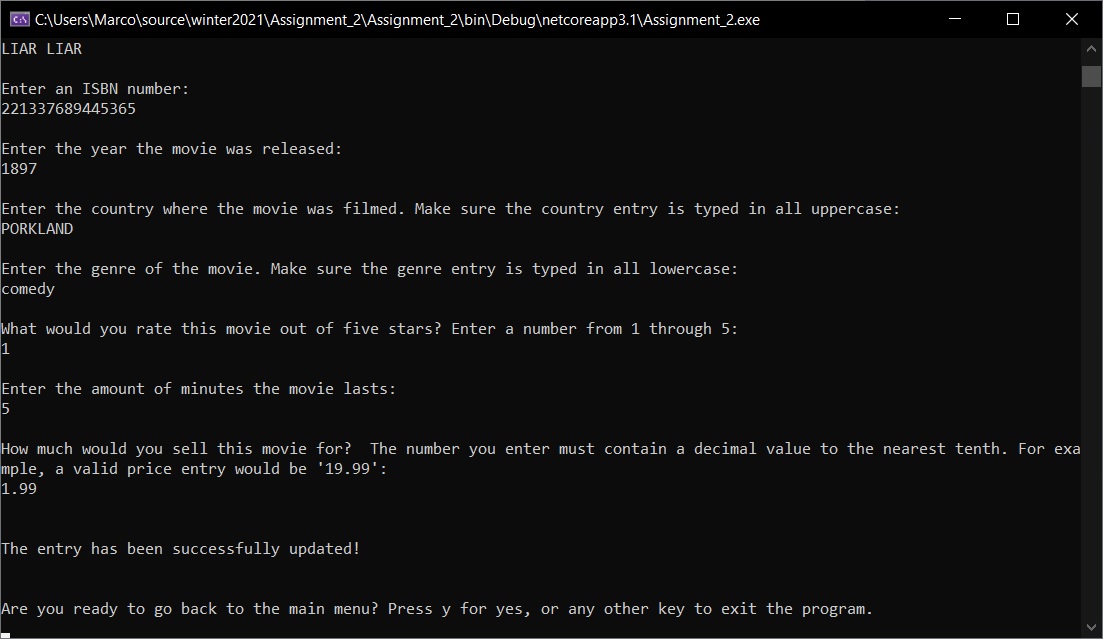 C:\Users\Marco\source\winter2021\Assignment_2\Assignment_2\bin\Debug\netcoreapp3.1\Assignment_2.exe
LIAR LIAR
Enter an ISBN number:
221337689445365
Enter the year the movie was released:
1897
Enter the country where the movie was filmed. Make sure the country entry is typed in all uppercase:
PORKLAND
Enter the genre of the movie. Make sure the genre entry is typed in all lowercase:
comedy
What would you rate this movie out of five stars? Enter a number from 1 through 5:
1
Enter the amount of minutes the movie lasts:
5
How much would you sell this movie for?  The number you enter must contain a decimal value to the nearest tenth. For exa
mple, a valid price entry would be '19.99':
1.99
The entry has been successfully updated!
Are you ready to go back to the main menu? Press y for yes, or any other key to exit the program.